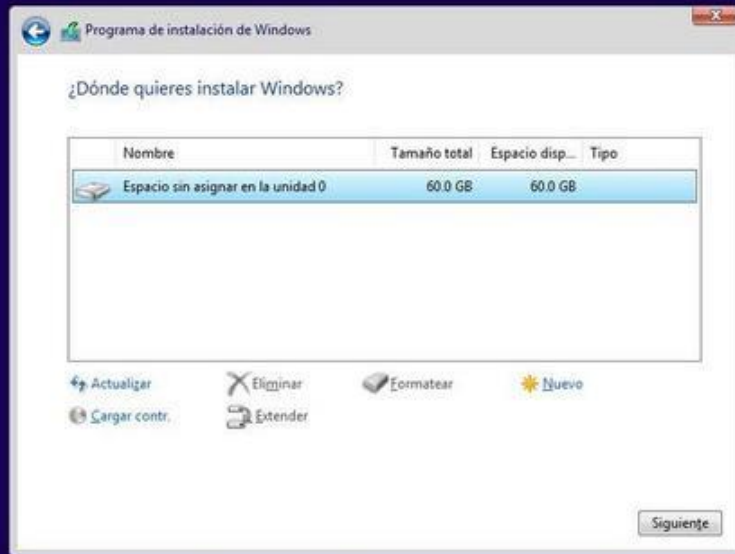 Programa de instalación de Windows
¿Dónde quieres instalar Windows?
Nombre Tamaño total Espacio disp... Tipo
Espacio sin asignar en la unidad 0 60.0 GB 60.0 GB
Actualizar Eliminar Formatear Nuevo
Cargar contr. Extender
Siguiente